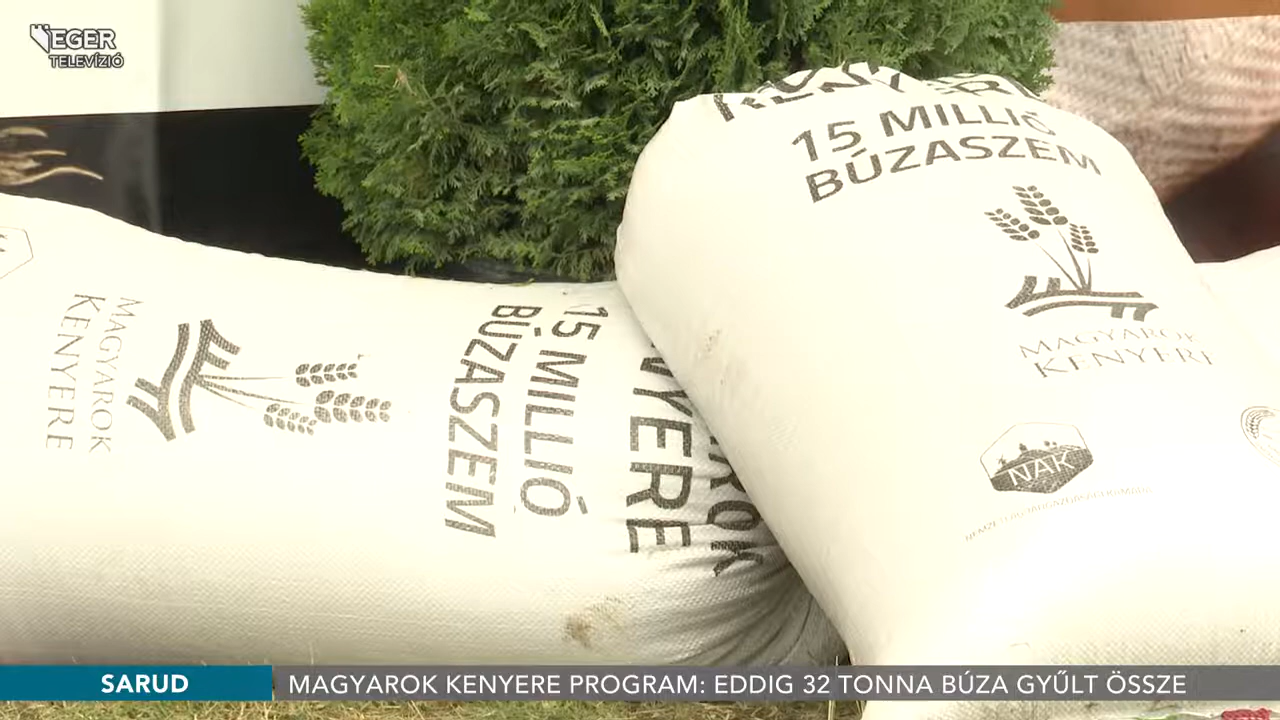 EGER
TELEVÍZIÓ
15 MILLIÓ
BÚZASZEM
MAGYAROK
KENYERE
NAK
MAGYAROK
KENYERE
15 MILLIÓ
BÚZASZEM
SARUD
MAGYAROK KENYERE PROGRAM: EDDIG 32 TONNA BÚZA GYŰLT ÖSSZE